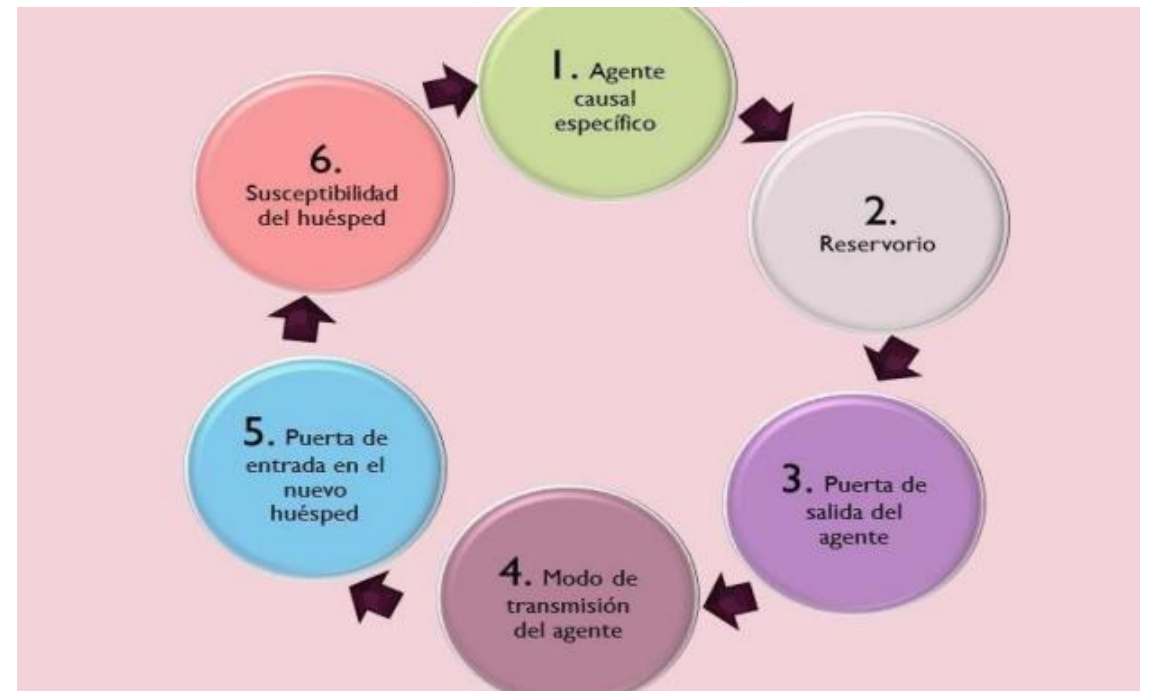 1. Agente
causal
específico
2.
Reservorio
3. Puerta de
salida del
agente
4. Modo de
transmisión
del agente
5. Puerta de
entrada en el
nuevo
huésped
6.
Susceptibilidad
del huésped